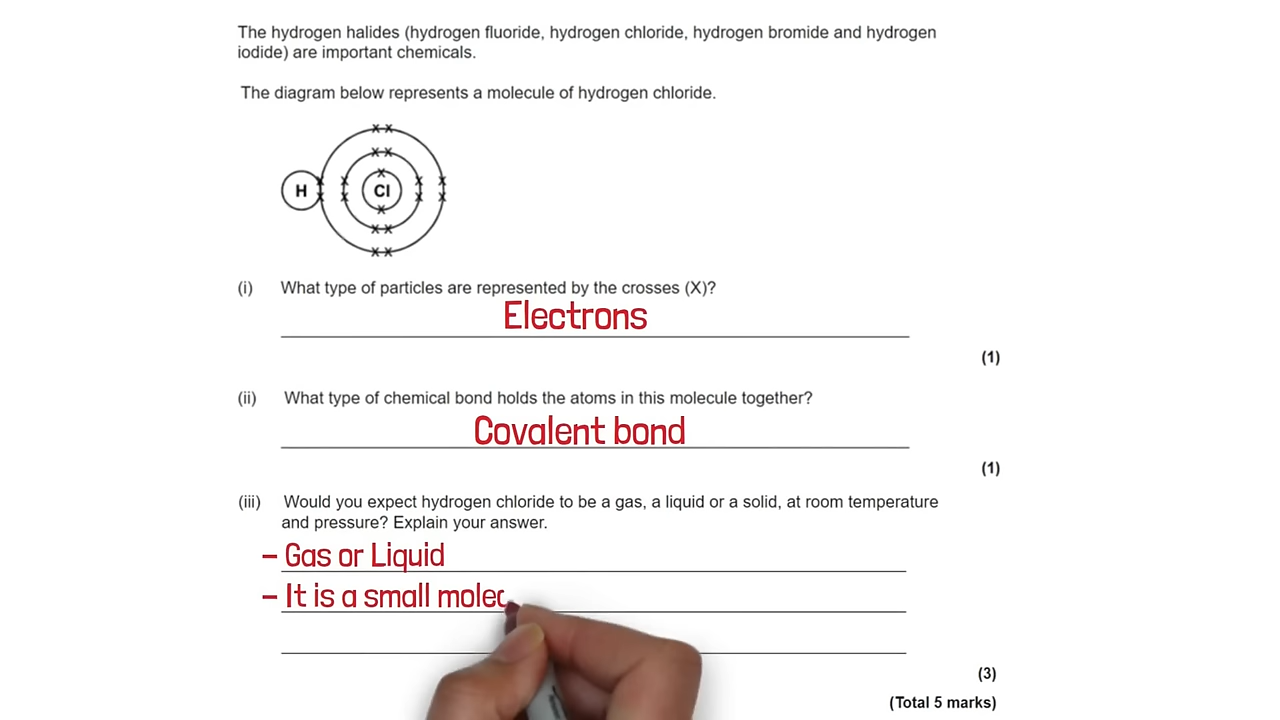 The hydrogen halides (hydrogen fluoride, hydrogen chloride, hydrogen bromide and hydrogen
iodide) are important chemicals.
The diagram below represents a molecule of hydrogen chloride.
H Cl
(i) What type of particles are represented by the crosses (X)?
Electrons
(1)
(ii) What type of chemical bond holds the atoms in this molecule together?
Covalent bond
(1)
(iii) Would you expect hydrogen chloride to be a gas, a liquid or a solid, at room temperature
and pressure? Explain your answer.
– Gas or Liquid
– It is a small molec
(3)
(Total 5 marks)